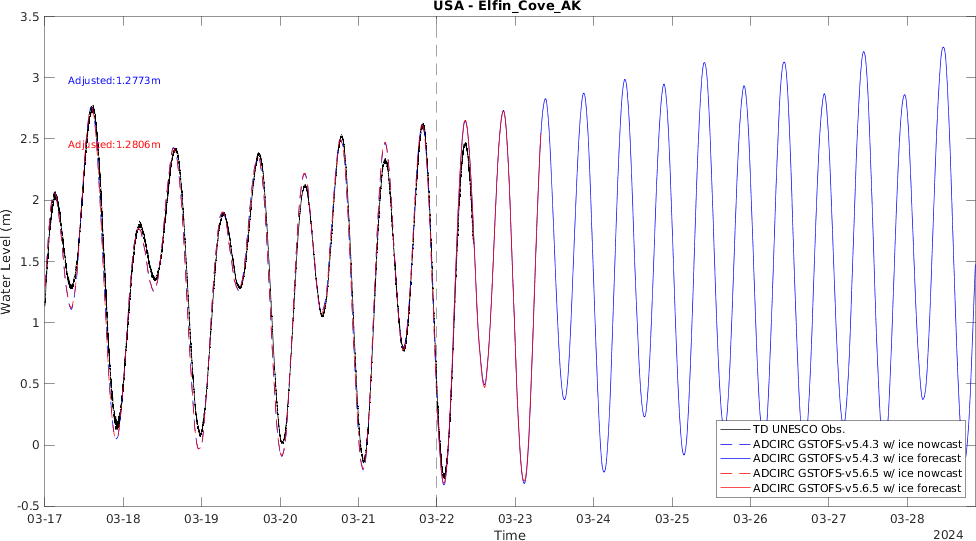 USA - Elfin_Cove_AK
3.5
3
2.5
2
1.5
1
0.5
0
-0.5
Water Level (m)
Adjusted:1.2773m
Adjusted:1.2806m
TD UNESCO Obs.
ADCIRC GSTOFS-v5.4.3 w/ ice nowcast
ADCIRC GSTOFS-v5.4.3 w/ ice forecast
ADCIRC GSTOFS-v5.6.5 w/ ice nowcast
ADCIRC GSTOFS-v5.6.5 w/ ice forecast
03-17 03-18 03-19 03-20 03-21 03-22 03-23 03-24 03-25 03-26 03-27 03-28
Time
2024